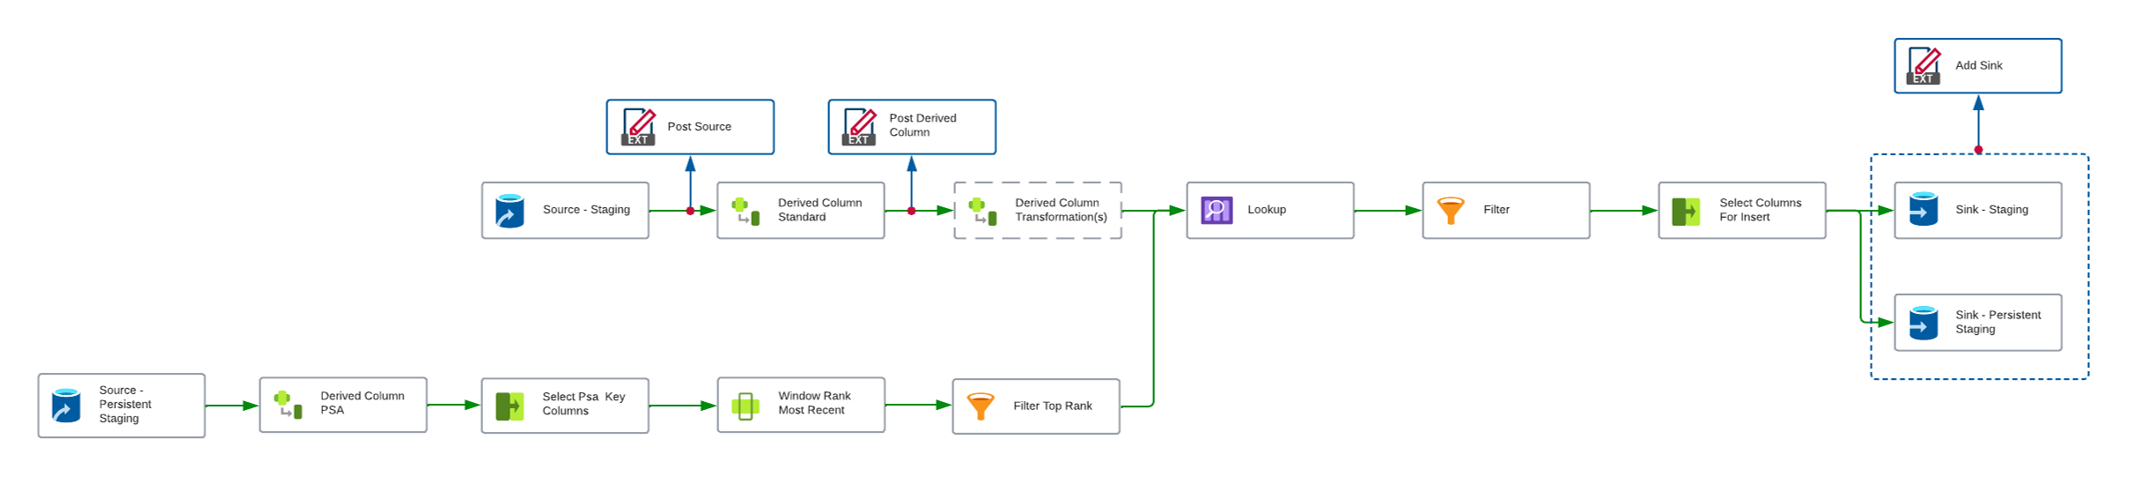 EXT
Add Sink
EXT
Post Source
EXT
Post Derived
Column
Source - Staging
Derived Column
Standard
Derived Column
Transformation(s)
Lookup
Filter
Select Columns
For Insert
Sink - Staging
Sink - Persistent
Staging
Source -
Persistent
Staging
Derived Column
PSA
Select Psa Key
Columns
Window Rank
Most Recent
Filter Top Rank